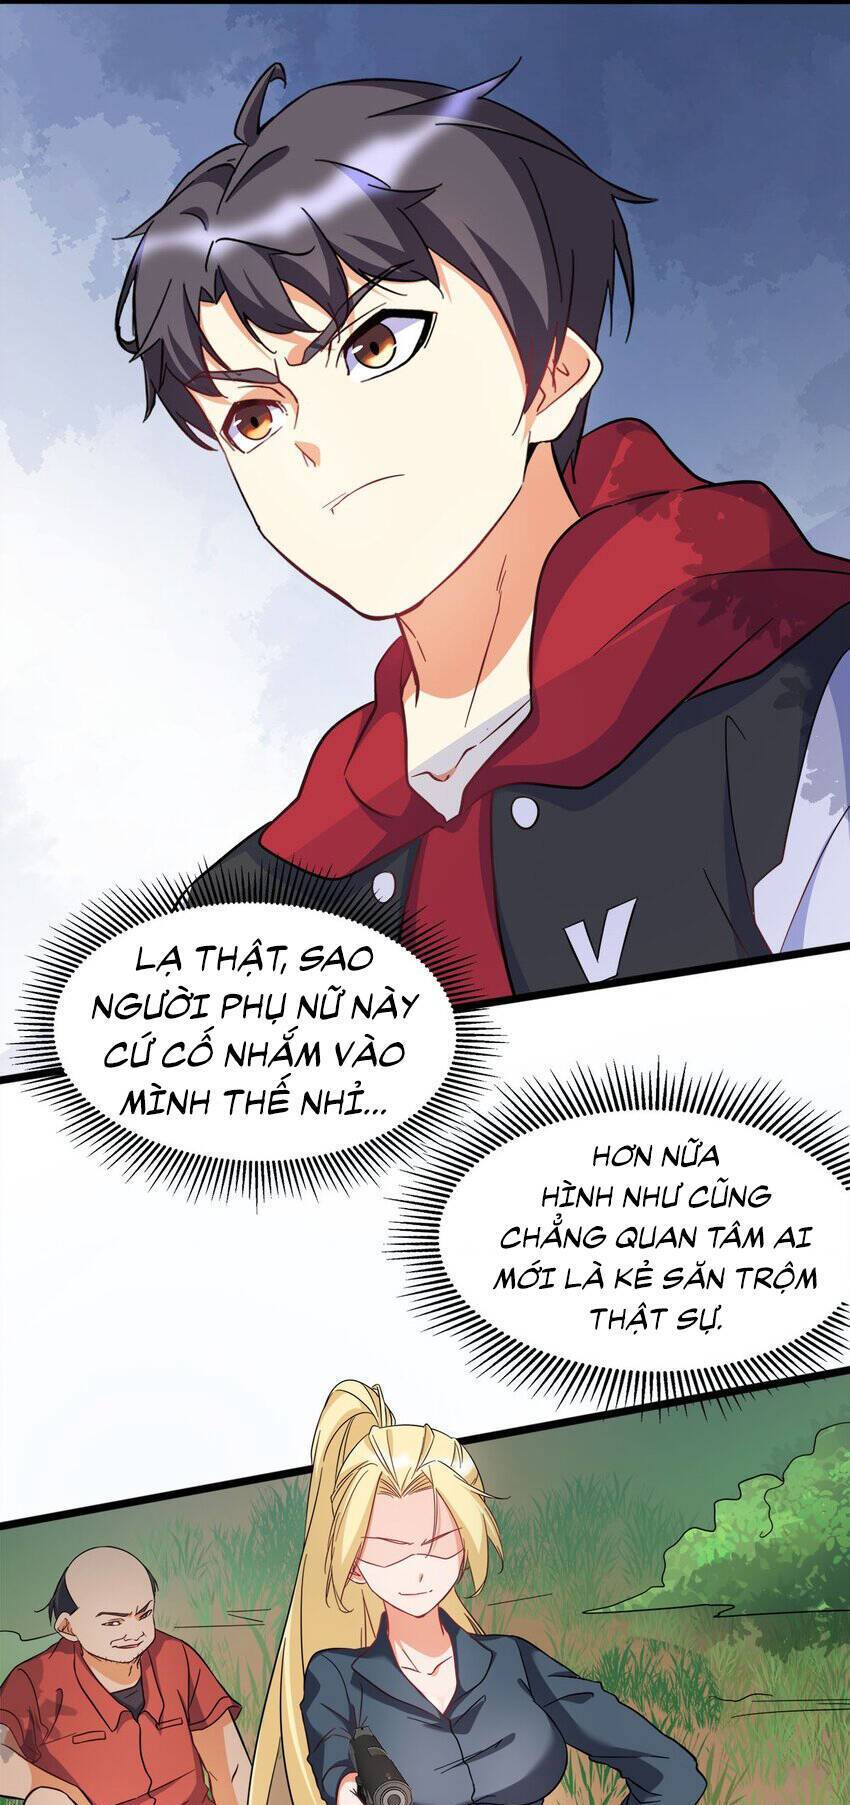 V
LẠ THẬT, SAO
NGƯỜI PHỤ NỮ NÀY
CỨ CỐ NHẮM VÀO
MÌNH THẾ NHỈ...
HƠN NỮA
HÌNH NHƯ CŨNG
CHẲNG QUAN TÂM AI
MỚI LÀ KẺ SĂN TRỘM
THẬT SỰ.